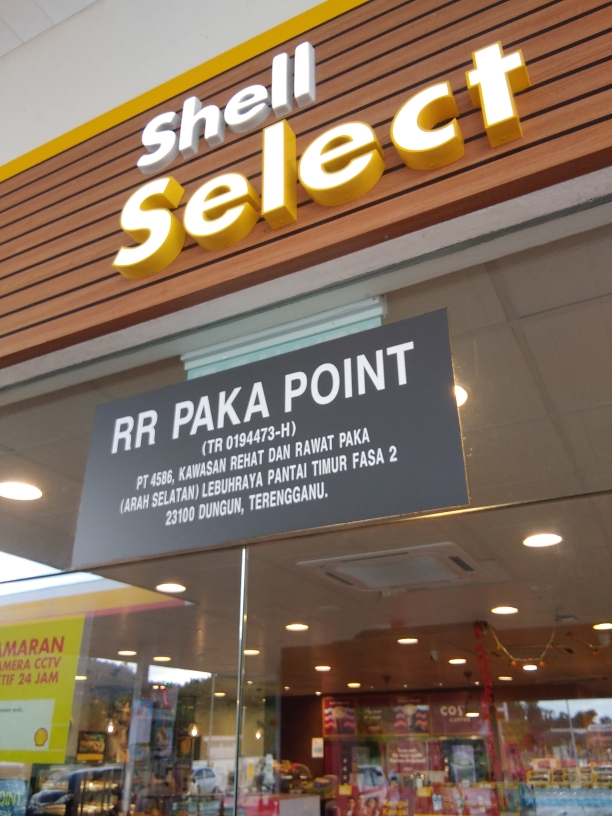 Shell
Select
RR PAKA POINT
(TR 0194473-H)
PT 4586, KAWASAN REHAT DAN RAWAT PAKA
(ARAH SELATAN) LEBUHRAYA PANTAI TIMUR FASA 2
23100 DUNGUN, TERENGGANU.
AMARAN
AMERA CCTV
TIF 24 JAM
COS